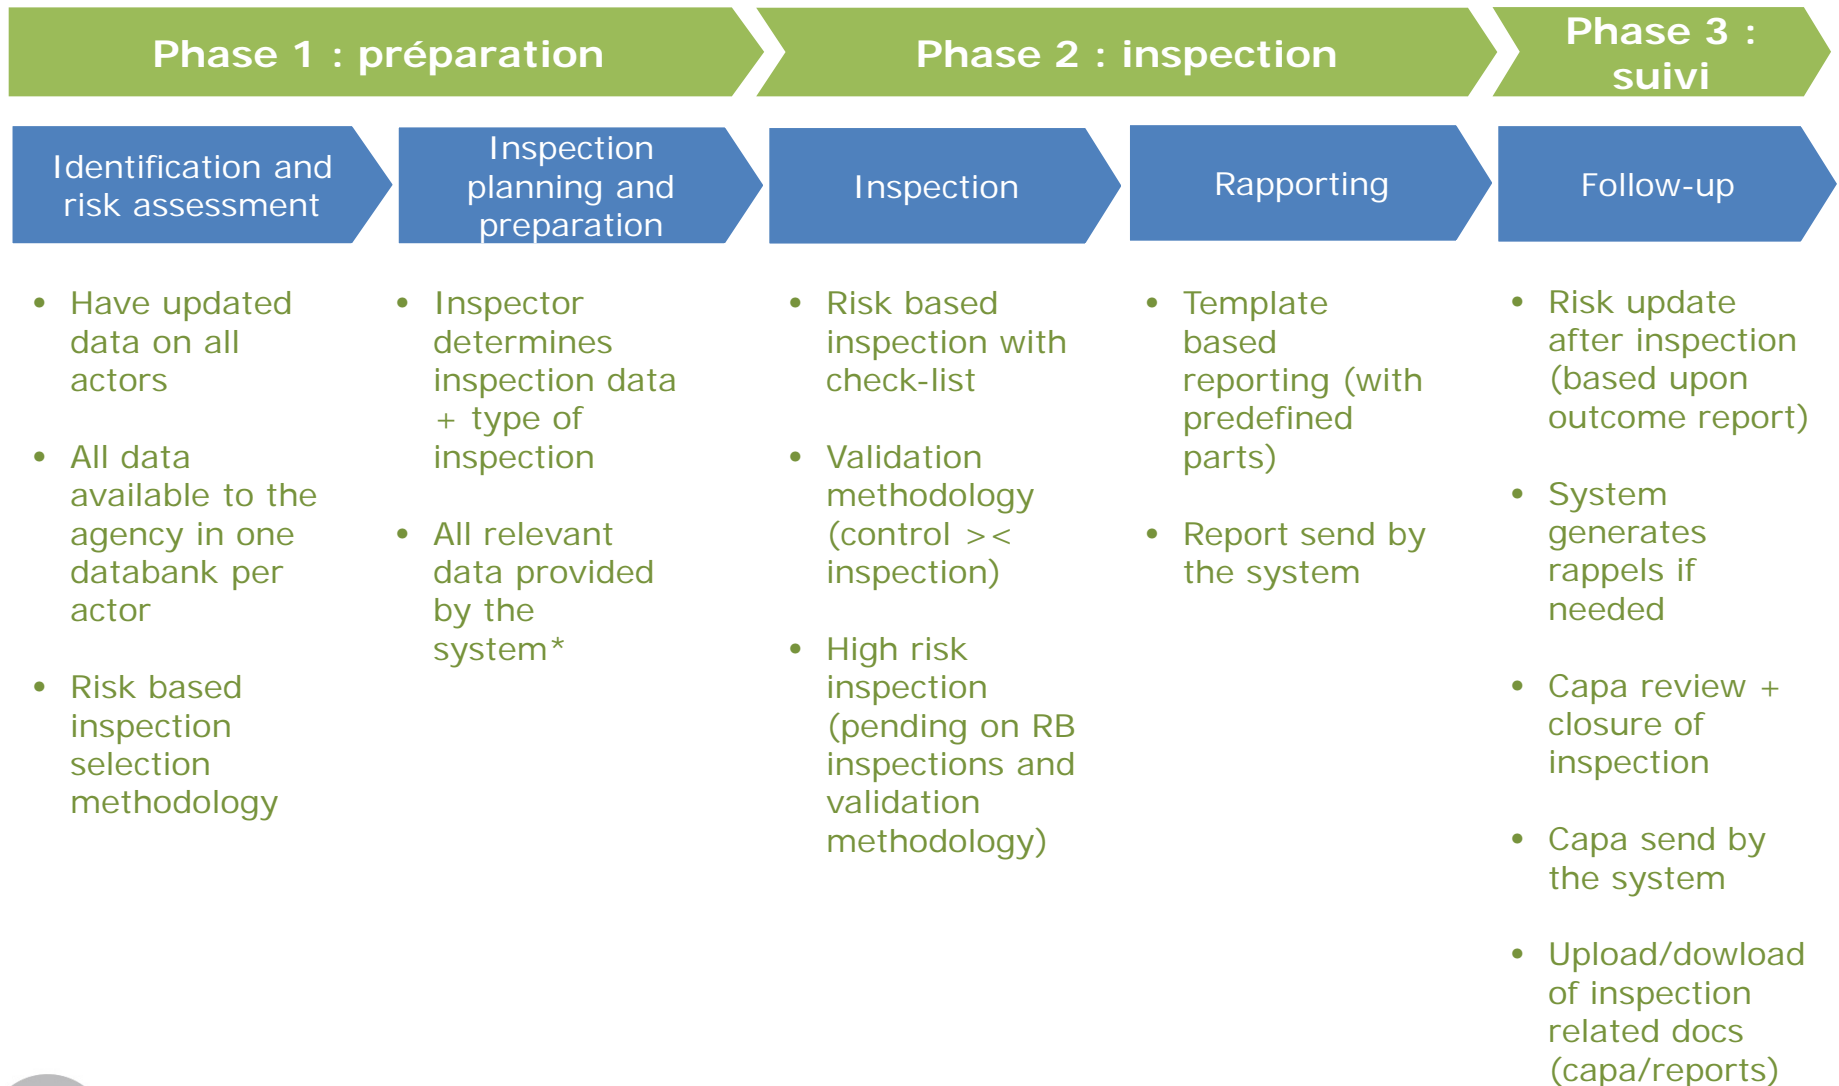 Phase 1 : préparation
Phase 2 : inspection
Phase 3 :
suivi
Identification and
risk assessment
Inspection
planning and
preparation
Inspection
Rapporting
Follow-up
• Have updated
data on all
actors
• All data
available to the
agency in one
databank per
actor
• Risk based
inspection
selection
methodology
• Inspector
determines
inspection data
+ type of
inspection
• All relevant
data provided
by the
system*
• Risk based
inspection with
check-list
• Validation
methodology
(control ><
inspection)
• High risk
inspection
(pending on RB
inspections and
validation
methodology)
• Template
based
reporting (with
predefined
parts)
• Report send by
the system
• Risk update
after inspection
(based upon
outcome report)
• System
generates
rappels if
needed
• Capa review +
closure of
inspection
• Capa send by
the system
• Upload/dowload
of inspection
related docs
(capa/reports)